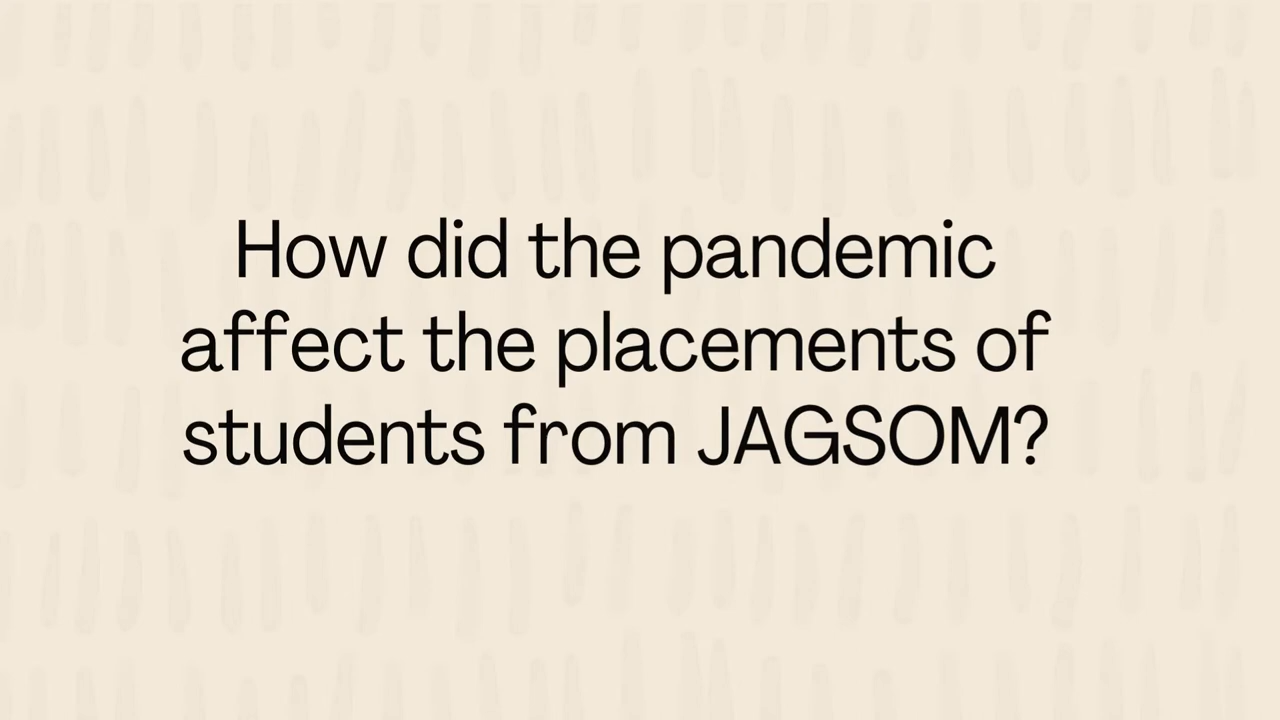 How did the pandemic
affect the placements of
students from JAGSOM?